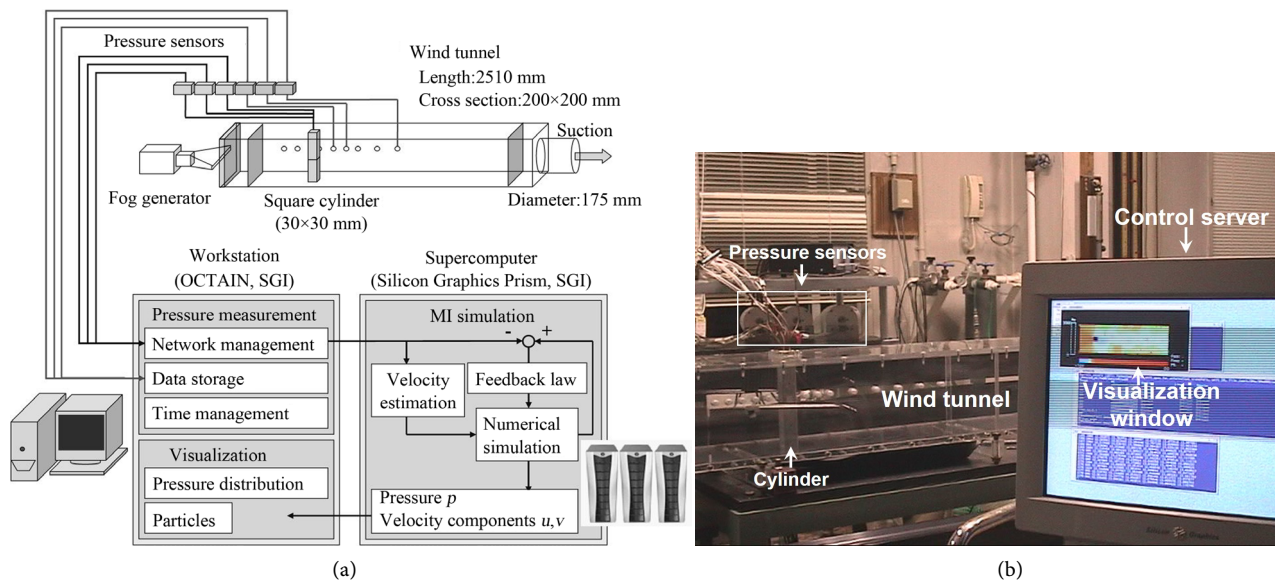 Pressure sensors
Wind tunnel
Length:2510 mm
Cross section:200×200 mm
Suction
Fog generator
Square cylinder
(30×30 mm)
Diameter:175 mm
Workstation
(OCTAIN, SGI)
Supercomputer
(Silicon Graphics Prism, SGI)
Pressure measurement
Network management
Data storage
Time management
Visualization
Pressure distribution
Particles
MI simulation
- +
Velocity
estimation
Feedback law
Numerical
simulation
Pressure p
Velocity components u,v
(a)
Control server
Pressure sensors
Visualization
window
Wind tunnel
Cylinder
(b)